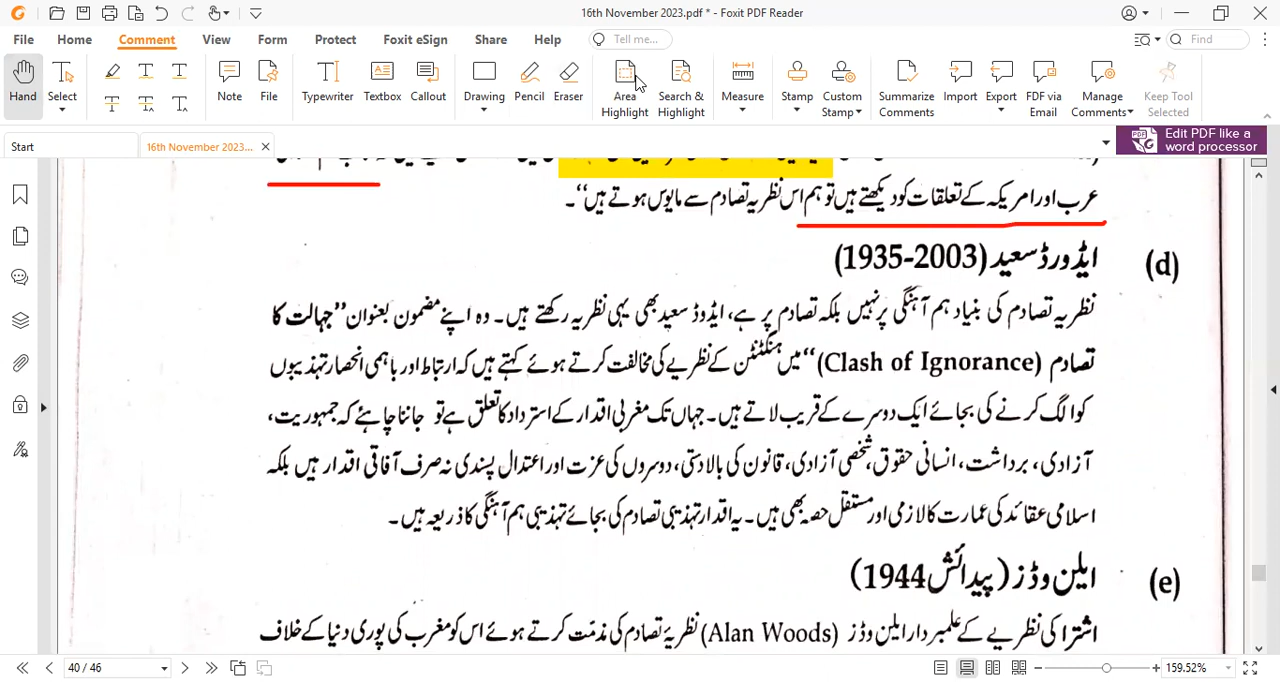 16th November 2023.pdf * - Foxit PDF Reader
File Home Comment View Form Protect Foxit eSign Share Help Tell me... Find
Hand Select Note File Typewriter Textbox Callout Drawing Pencil Eraser Area Highlight Search & Highlight Measure Stamp Custom Stamp Summarize Comments Import Export FDF via Email Manage Comments Keep Tool Selected
Start 16th November 2023... Edit PDF like a word processor
عرب اور امریکہ کے تعلقات کو دیکھتے ہیں تو ہم اس نظریہ تصادم سے مایوس ہوتے ہیں‘‘۔
(d) ایڈورڈ سعید (1935-2003)
نظریہ تصادم کی بنیاد ہم آہنگی پر نہیں بلکہ تصادم پر ہے، ایڈوڈ سعید بھی یہی نظریہ رکھتے ہیں۔ وہ اپنے مضمون بعنوان ’’جہالت کا
تصادم (Clash of Ignorance)‘‘ میں ہنٹگٹن کے نظریے کی مخالفت کرتے ہوئے کہتے ہیں کہ ارتباط اور باہمی انحصار تہذیبوں
کو الگ کرنے کی بجائے ایک دوسرے کے قریب لاتے ہیں۔ جہاں تک مغربی اقدار کے استرداد کا تعلق ہے تو جاننا چاہئے کہ جمہوریت،
آزادی، برداشت، انسانی حقوق، شخصی آزادی، قانون کی بالادستی، دوسروں کی عزت اور اعتدال پسندی نہ صرف آفاقی اقدار ہیں بلکہ
اسلامی عقائد کی عمارت کا لازمی اور مستقل حصہ بھی ہیں۔ یہ اقدار تہذیبی تصادم کی بجائے تہذیبی ہم آہنگی کا ذریعہ ہیں۔
(e) ایلن وڈز (پیدائش 1944)
اشتراکی نظریے کے علمبردار ایلن وڈز (Alan Woods) نظریۂ تصادم کی مذمّت کرتے ہوئے اس کو مغرب کی پوری دنیا کے خلاف
40 / 46 159.52%